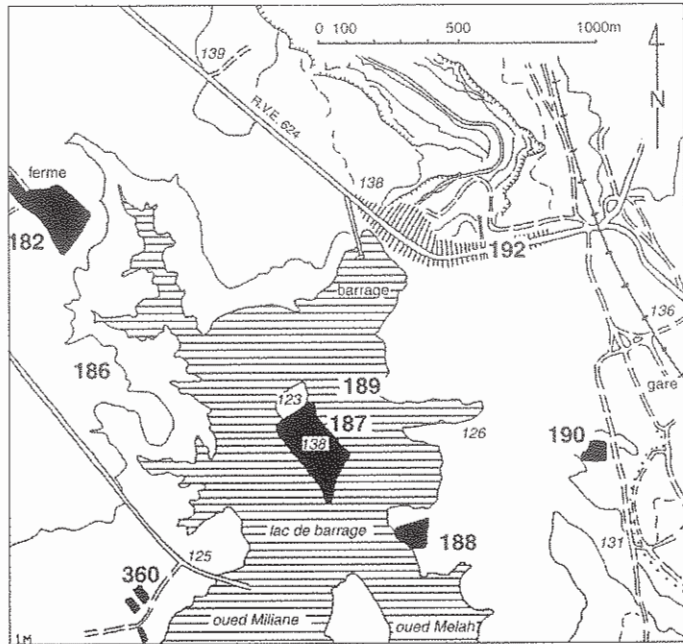 0 100 500 1000m
139
R.V.E. 624
N
ferme
138
182
192
barrage
136
186
189
gare
123
187
126
190
138
lac de barrage
188
131
125
360
oued Miliane
oued Melah
1M